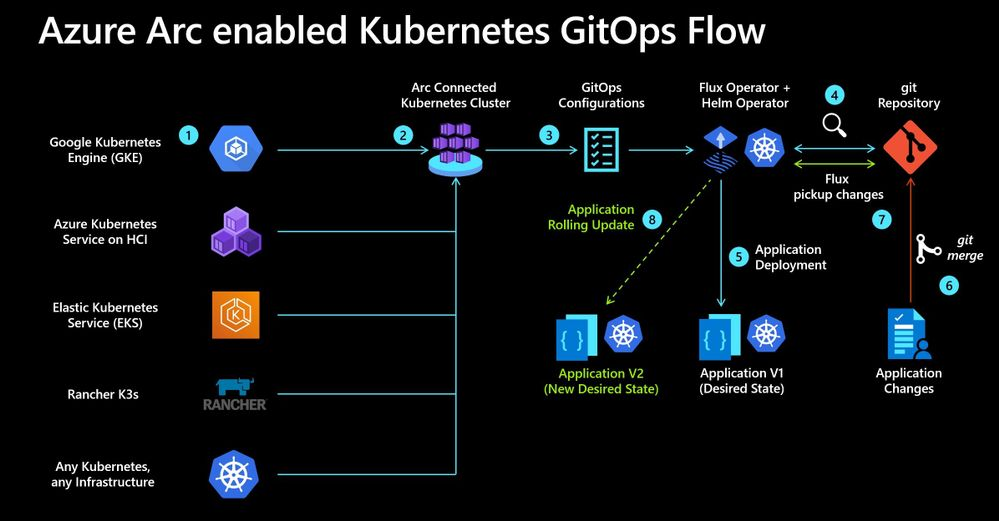 Azure Arc enabled Kubernetes GitOps Flow
Arc Connected
Kubernetes Cluster
GitOps
Configurations
Flux Operator +
Helm Operator
4
git
Repository
Google Kubernetes
Engine (GKE)
1
2
3
Flux
pickup changes
Azure Kubernetes
Service on HCI
Application
Rolling Update
8
5
Application
Deployment
7
git
merge
6
Elastic Kubernetes
Service (EKS)
K
{ }
{ }
Application V2
(New Desired State)
Application V1
(Desired State)
Application
Changes
Rancher K3s
RANCHER
Any Kubernetes,
any Infrastructure